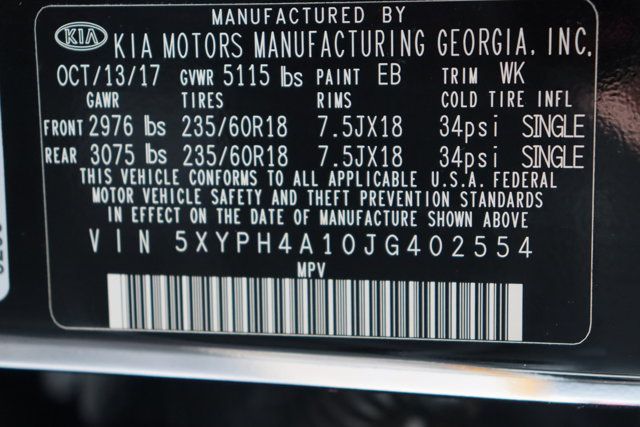 MANUFACTURED BY
KIA KIA MOTORS MANUFACTURING GEORGIA, INC.
OCT/13/17 GVWR 5115 lbs PAINT EB TRIM WK
GAWR TIRES RIMS COLD TIRE INFL
FRONT 2976 lbs 235/60R18 7.5JX18 34psi SINGLE
REAR 3075 lbs 235/60R18 7.5JX18 34psi SINGLE
THIS VEHICLE CONFORMS TO ALL APPLICABLE U.S.A. FEDERAL
MOTOR VEHICLE SAFETY AND THEFT PREVENTION STANDARDS
IN EFFECT ON THE DATE OF MANUFACTURE SHOWN ABOVE
VIN 5XYPH4A10JG402554
MPV